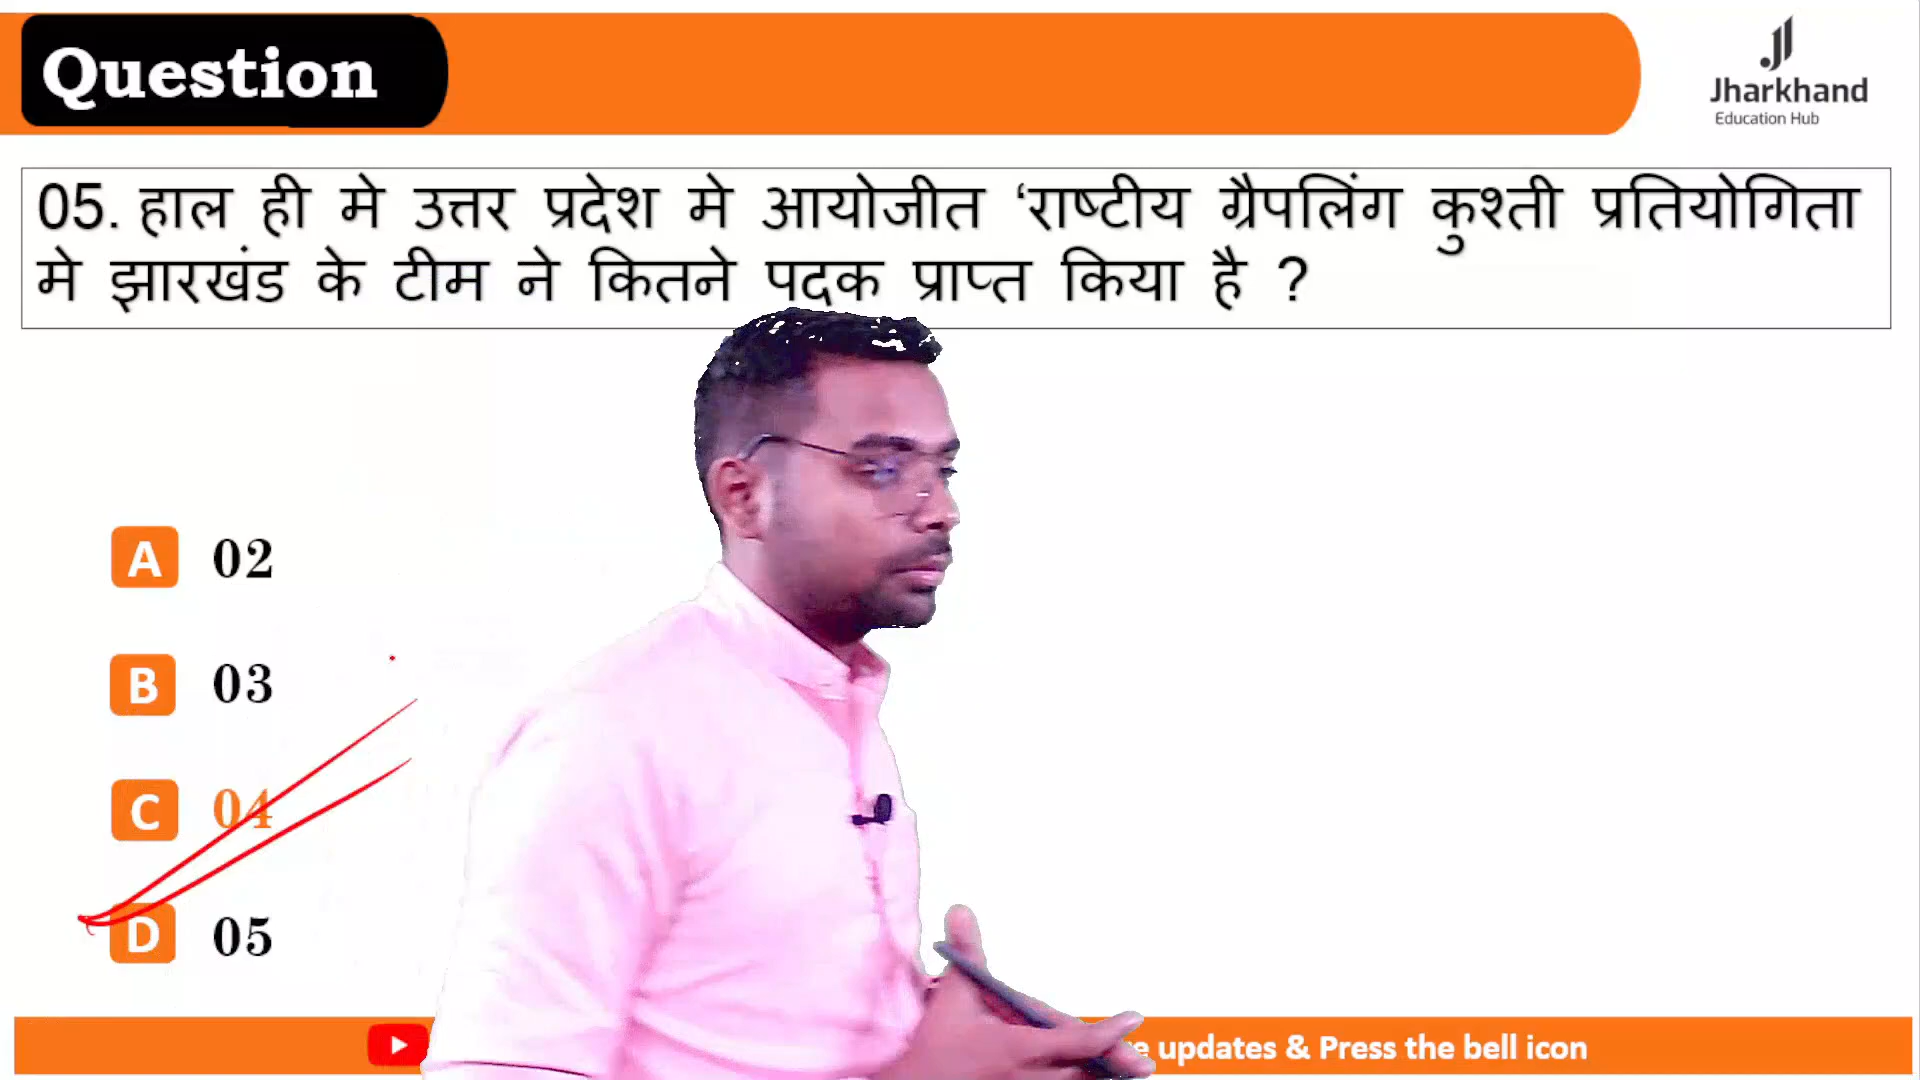 Question
Jharkhand
Education Hub
05. हाल ही मे उत्तर प्रदेश मे आयोजीत ‘राष्टीय ग्रैपलिंग कुश्ती प्रतियोगिता
मे झारखंड के टीम ने कितने पदक प्राप्त किया है ?
A 02
B 03
C 04
D 05
updates & Press the bell icon